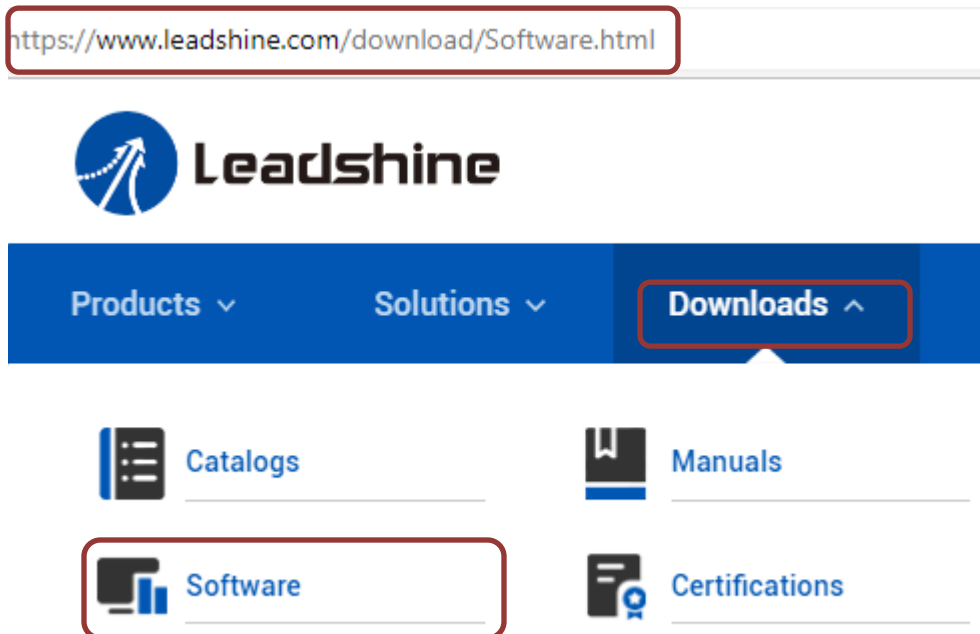 https://www.leadshine.com/download/Software.html
Leadshine
Products
Solutions
Downloads
Catalogs
Manuals
Software
Certifications